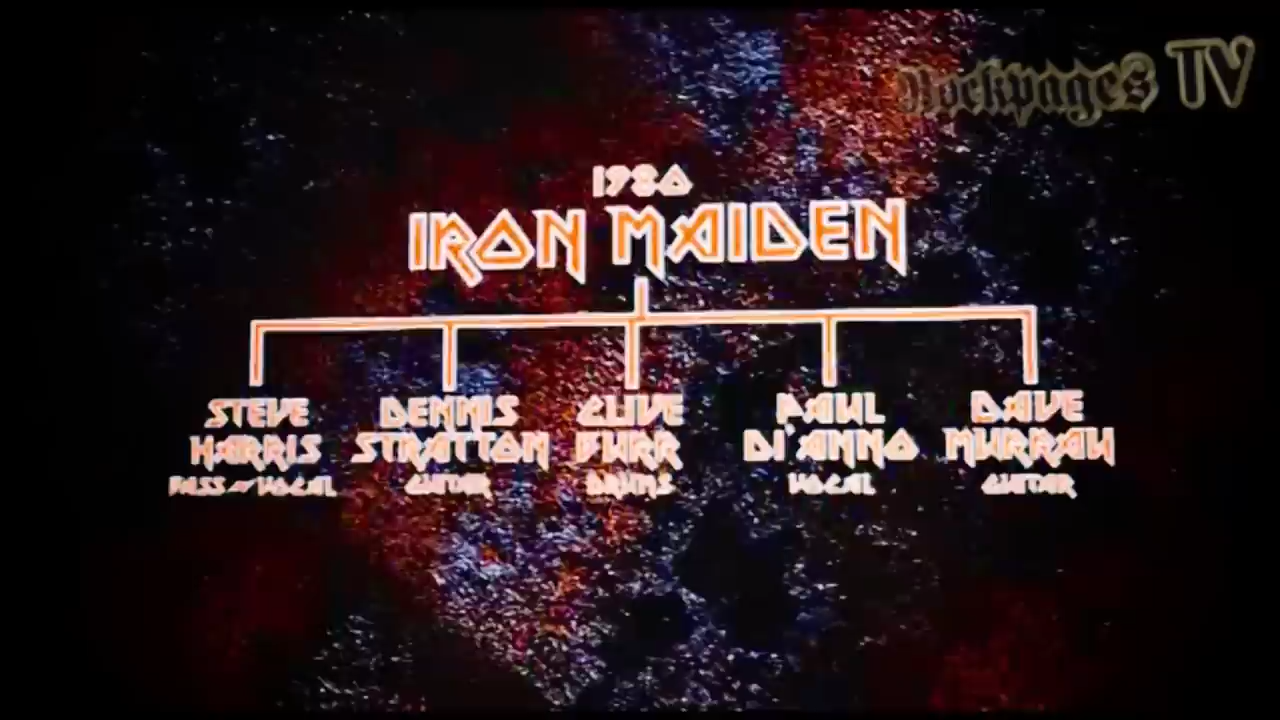 Rockpages TV
1980
IRON MAIDEN
STEVE HARRIS
BASS & VOCAL
DENNIS STRATTON
GUITAR
CLIVE BURR
DRUMS
PAUL DI'ANNO
VOCAL
DAVE MURRAY
GUITAR